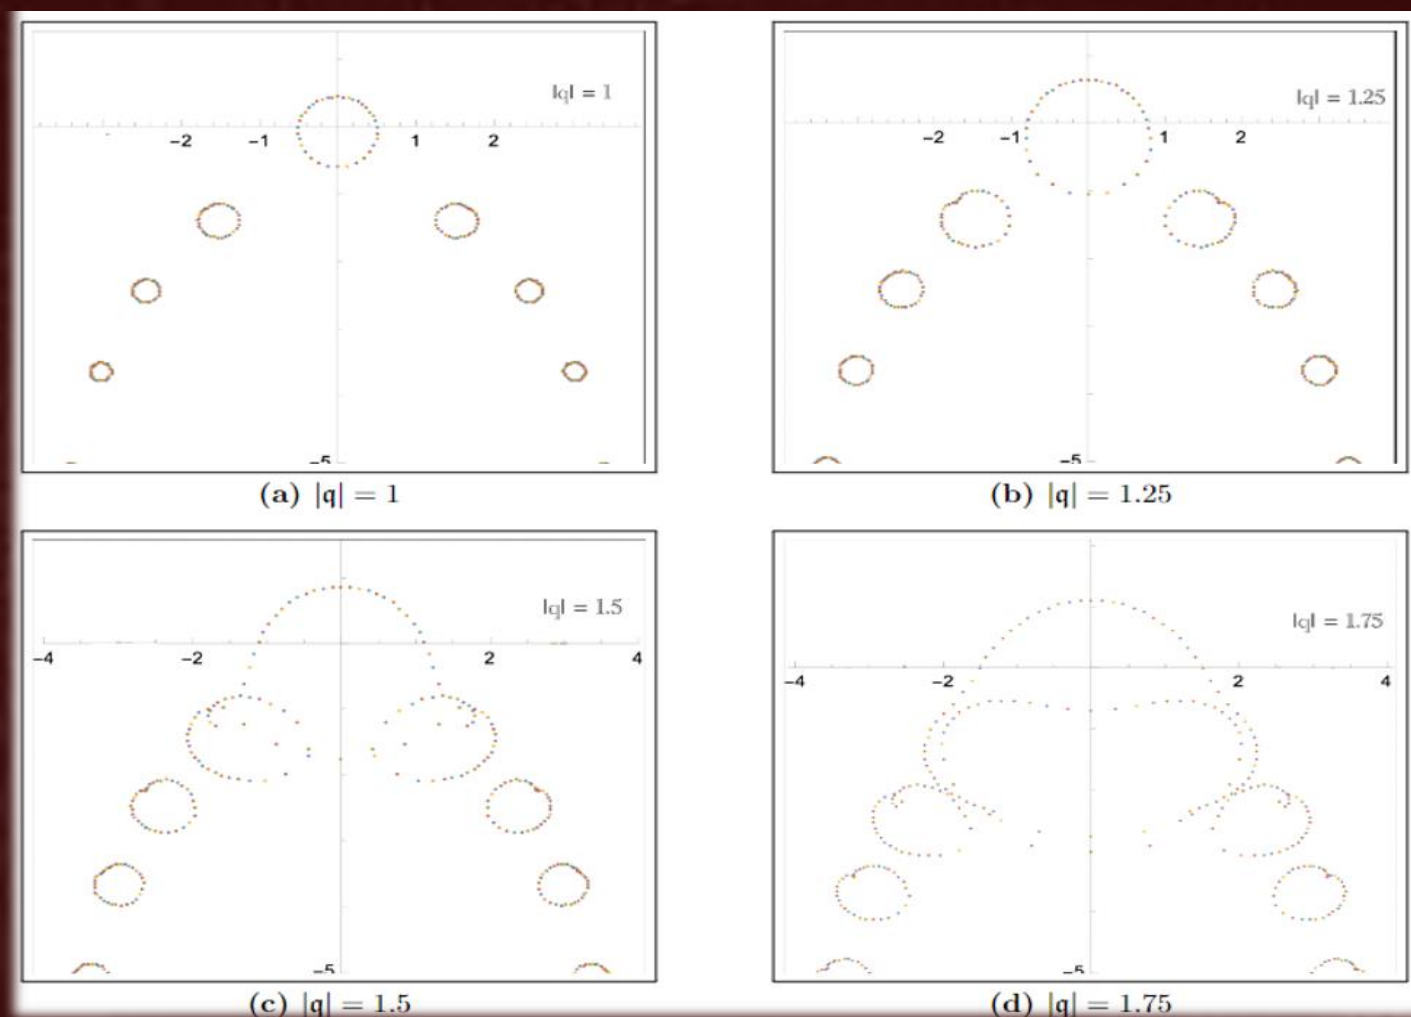 |q| = 1
-2 -1 1 2
-5
(a) |q| = 1
|q| = 1.25
-2 -1 1 2
-5
(b) |q| = 1.25
|q| = 1.5
-4 -2 2 4
-5
(c) |q| = 1.5
|q| = 1.75
-4 -2 2 4
-5
(d) |q| = 1.75